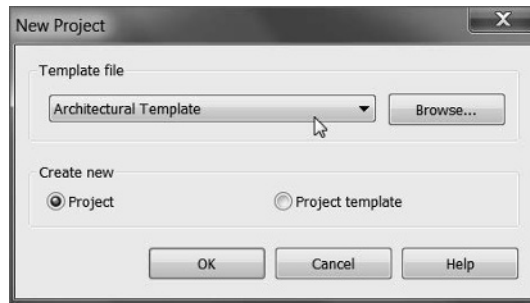 New Project
Template file
Architectural Template
Browse...
Create new
Project
Project template
OK
Cancel
Help